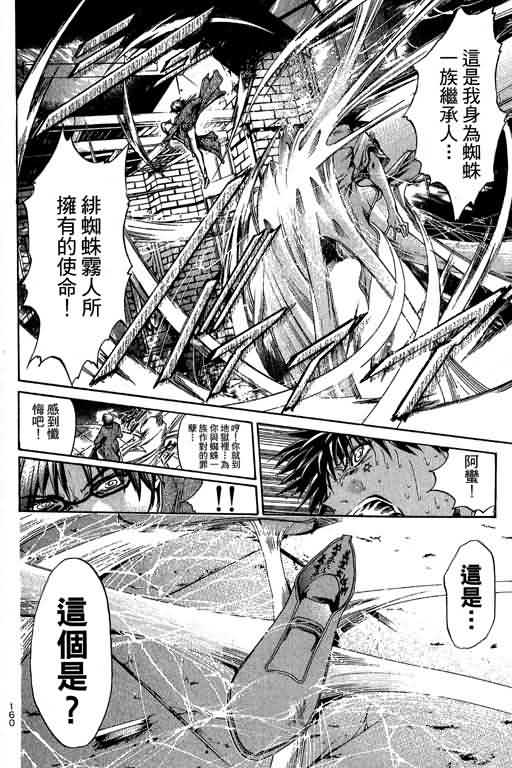 這是我身為蜘蛛
一族繼承人…
緋蜘蛛霧人所
擁有的使命！
阿蠻！
哼！你就到
地獄裡…為
你與蜘蛛一
族作對的罪
孽…
！！
感到懺
悔吧！
這是…
這個是？
160